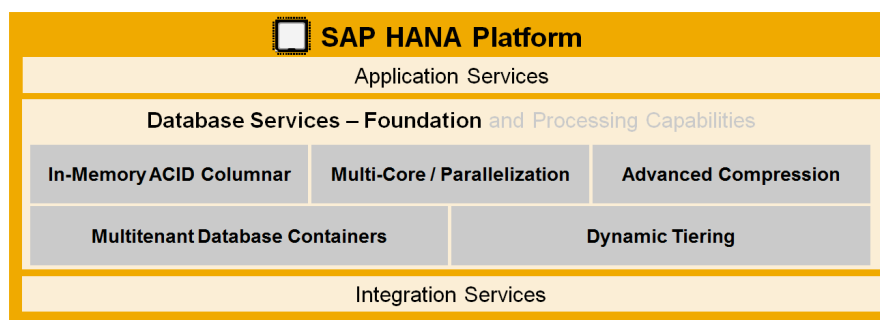 SAP HANA Platform
Application Services
Database Services – Foundation and Processing Capabilities
In-Memory ACID Columnar
Multi-Core / Parallelization
Advanced Compression
Multitenant Database Containers
Dynamic Tiering
Integration Services